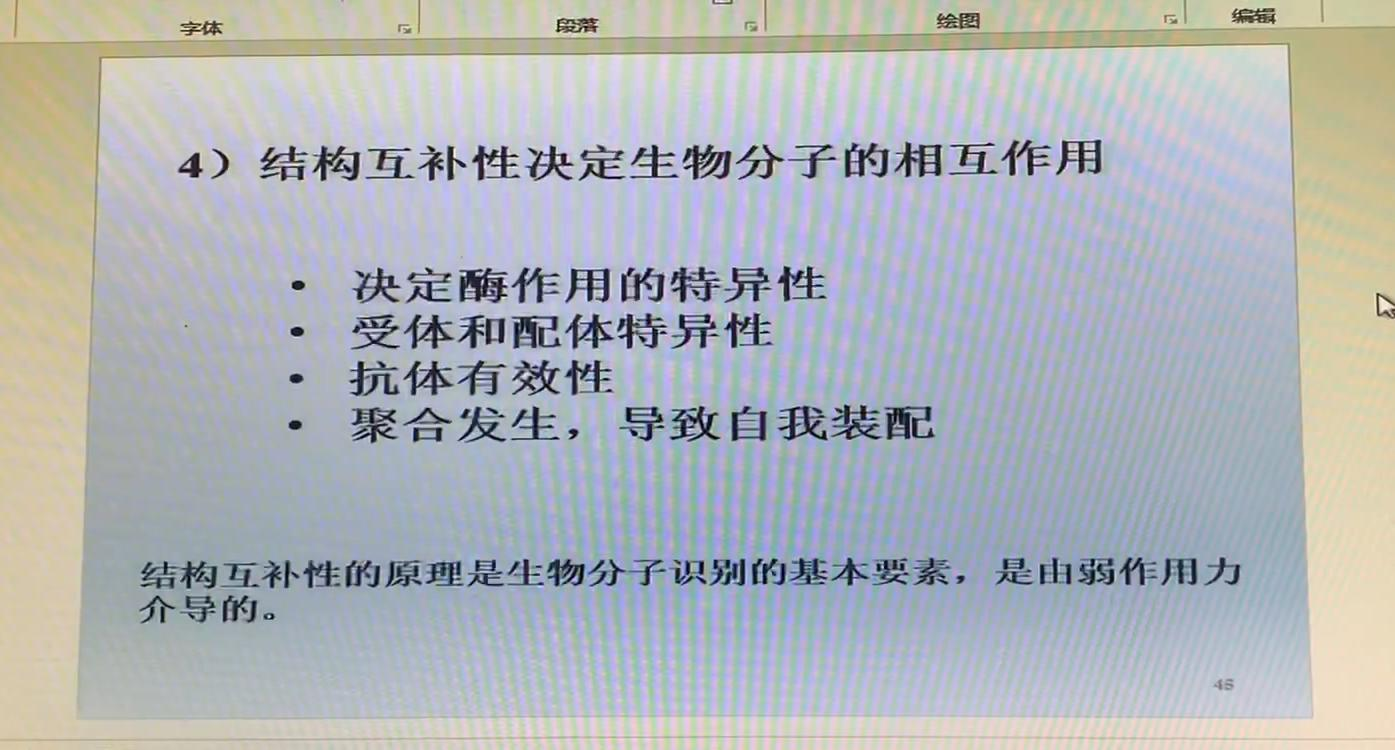 字体 段落 绘图 编辑
4）结构互补性决定生物分子的相互作用
• 决定酶作用的特异性
• 受体和配体特异性
• 抗体有效性
• 聚合发生，导致自我装配
结构互补性的原理是生物分子识别的基本要素，是由弱作用力
介导的。